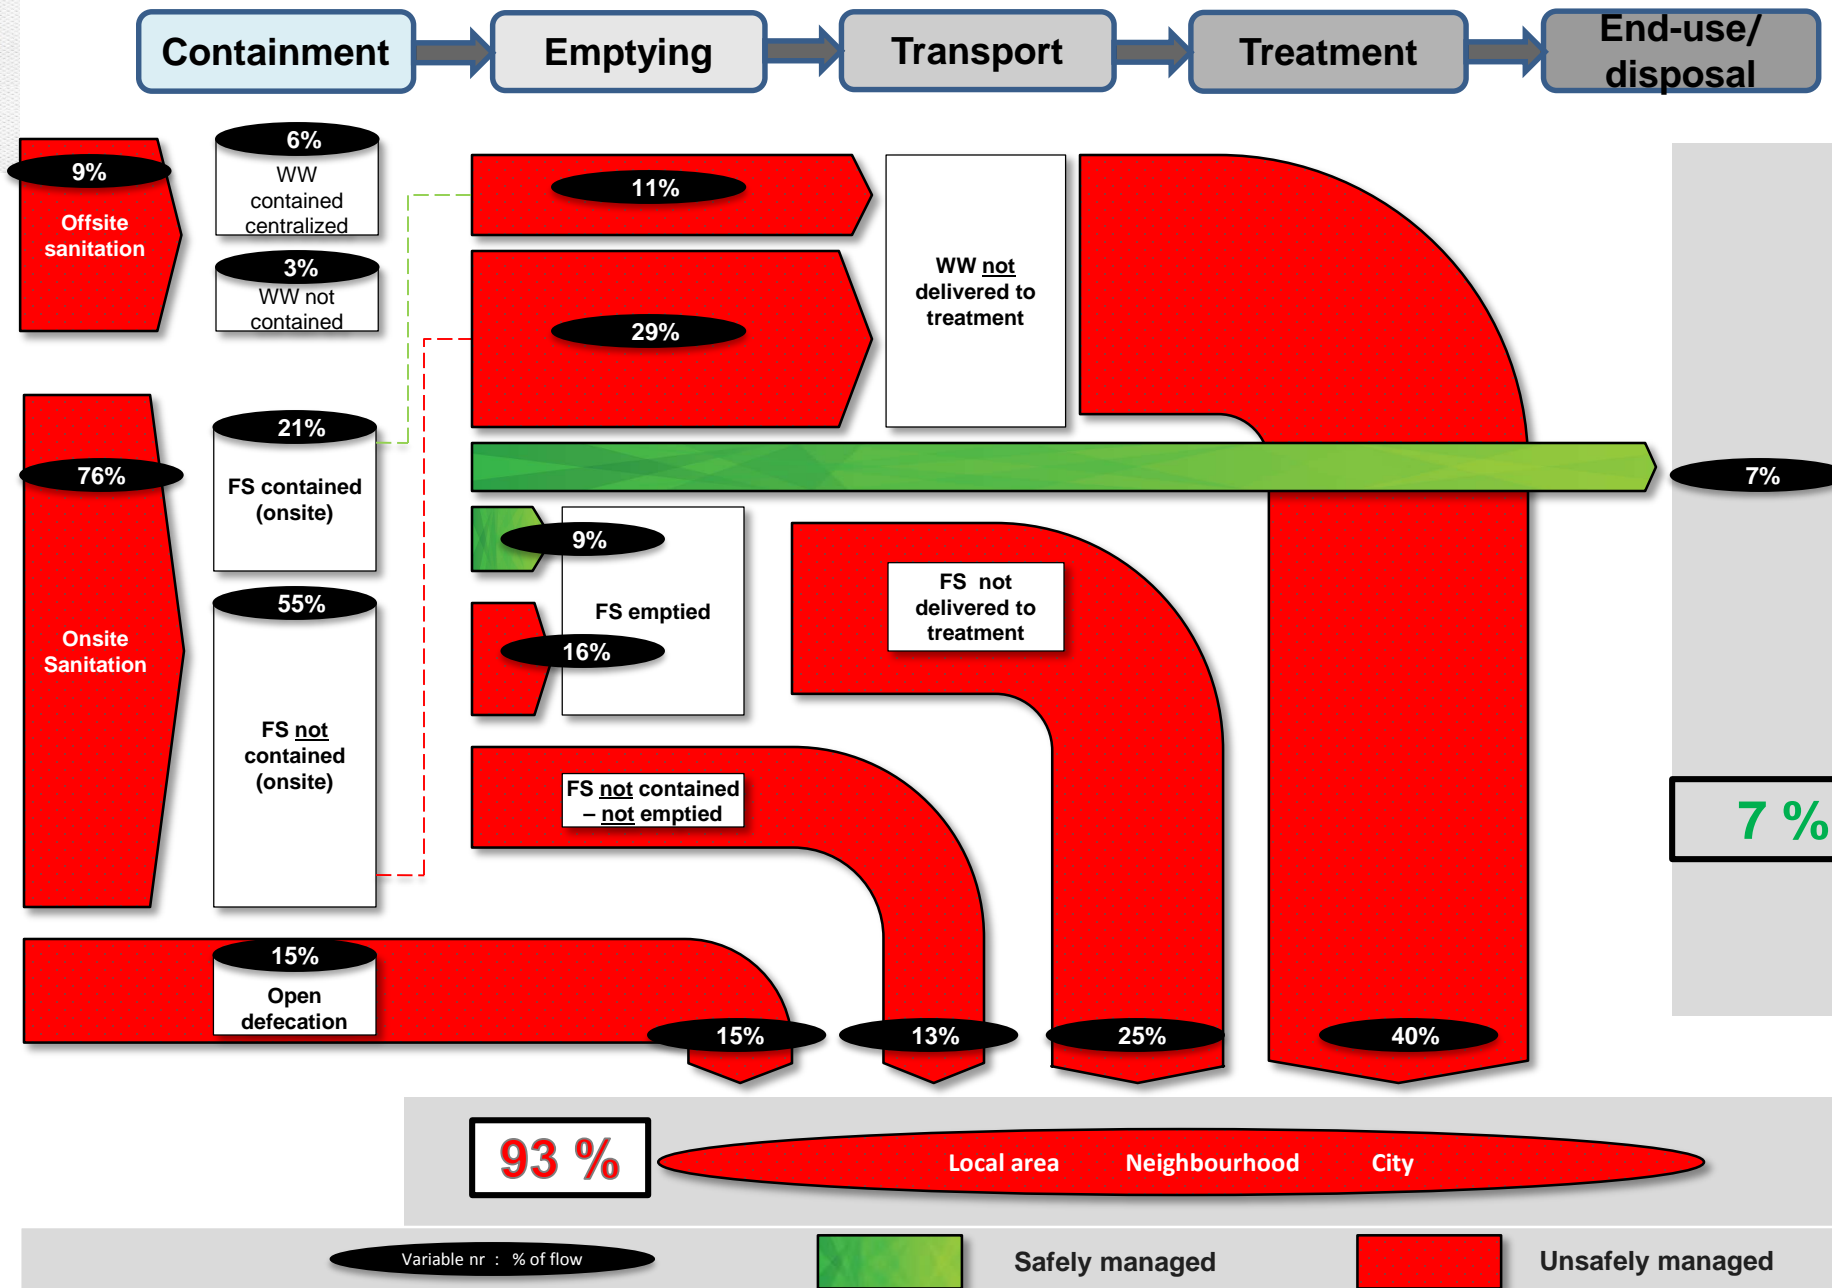 Containment
Emptying
Transport
Treatment
End-use/
disposal
9%
Offsite
sanitation
6%
WW
contained
centralized
3%
WW not
contained
11%
29%
WW not
delivered to
treatment
76%
Onsite
Sanitation
21%
FS contained
(onsite)
55%
FS not
contained
(onsite)
7%
9%
16%
FS emptied
FS not
delivered to
treatment
FS not contained
– not emptied
7 %
15%
Open
defecation
15%
13%
25%
40%
93 %
Local area Neighbourhood City
Variable nr : % of flow
Safely managed
Unsafely managed